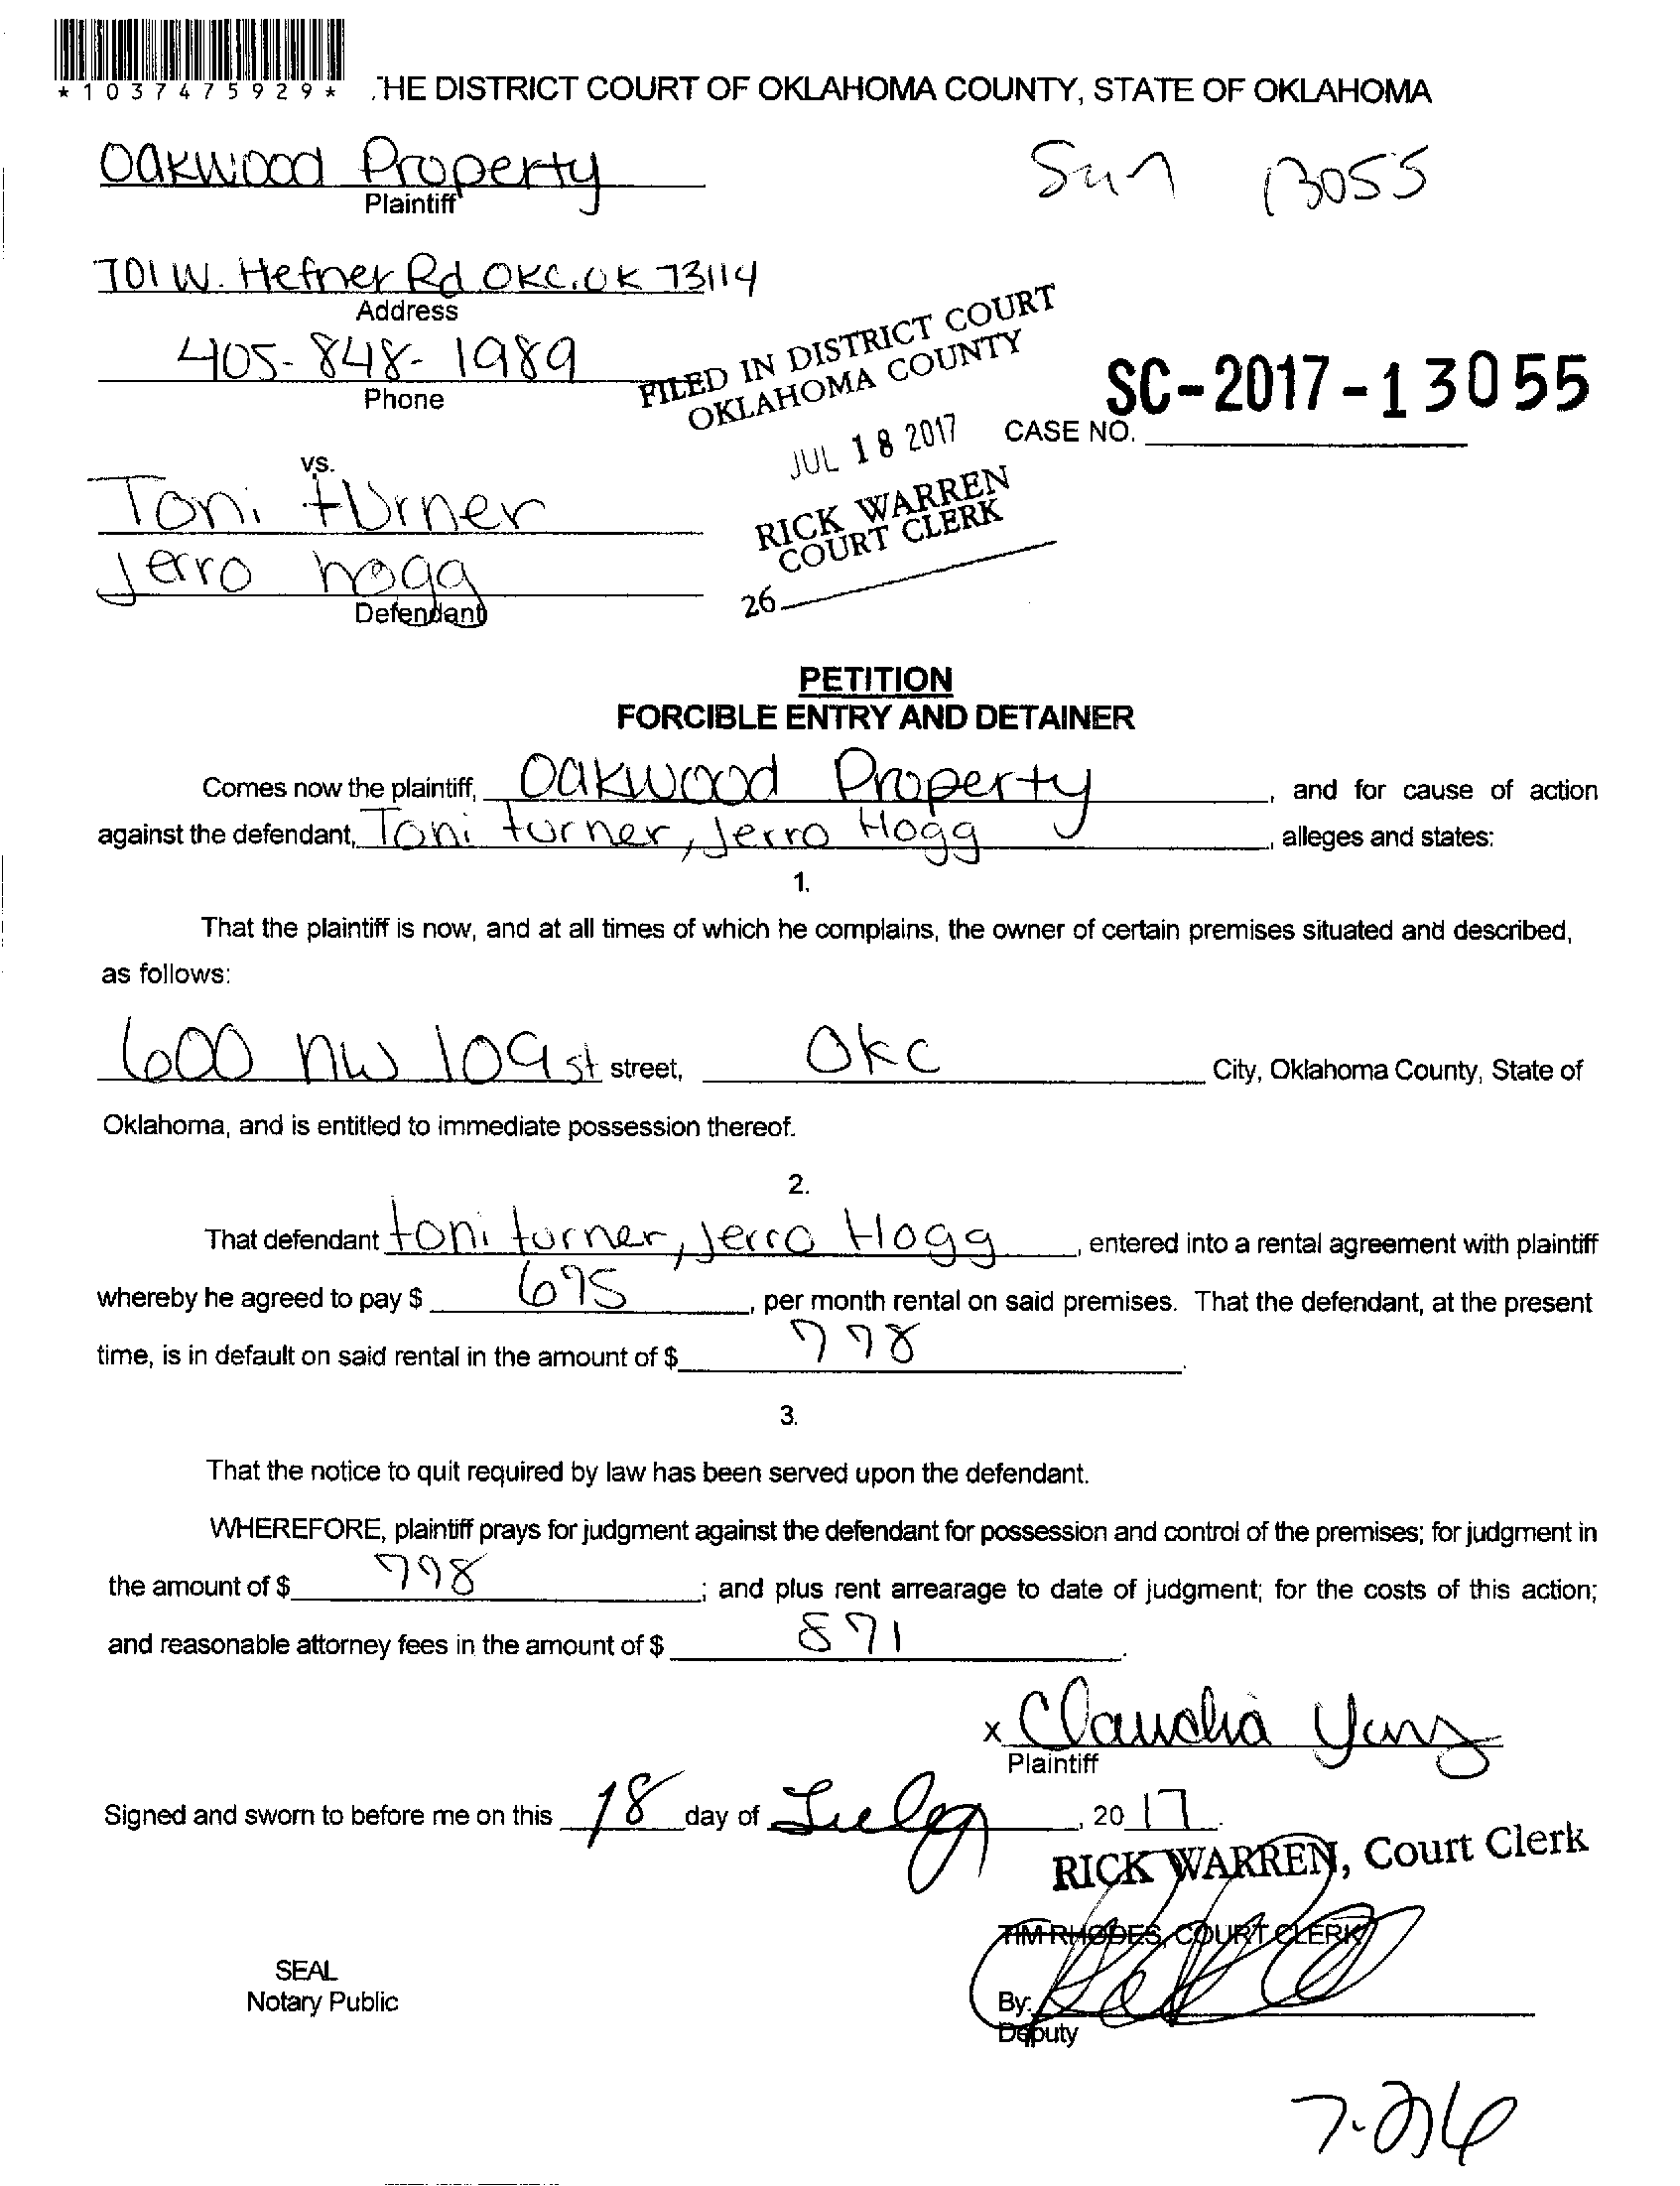 *1037475929*
THE DISTRICT COURT OF OKLAHOMA COUNTY, STATE OF OKLAHOMA
Oakwood Property
Plaintiff
13055
701 W. Hefner Rd OKC, OK 73114
Address
405-848-1989
Phone
FILED IN DISTRICT COURT
OKLAHOMA COUNTY
JUL 18 2017
RICK WARREN
COURT CLERK
26
SC-2017-13055
CASE NO.
vs.
Toni turner
Jerro hogg
Defendant
PETITION
FORCIBLE ENTRY AND DETAINER
Comes now the plaintiff, Oakwood Property, and for cause of action
against the defendant, Toni turner, Jerro Hogg, alleges and states:
1.
That the plaintiff is now, and at all times of which he complains, the owner of certain premises situated and described,
as follows:
600 nw 109 st street, OKC City, Oklahoma County, State of
Oklahoma, and is entitled to immediate possession thereof.
2.
That defendant toni turner, Jerro Hogg, entered into a rental agreement with plaintiff
whereby he agreed to pay $ 695, per month rental on said premises. That the defendant, at the present
time, is in default on said rental in the amount of $ 778.
3.
That the notice to quit required by law has been served upon the defendant.
WHEREFORE, plaintiff prays for judgment against the defendant for possession and control of the premises; for judgment in
the amount of $ 778; and plus rent arrearage to date of judgment; for the costs of this action;
and reasonable attorney fees in the amount of $ 871.
x Claudia
Plaintiff
Signed and sworn to before me on this 18 day of July, 2017.
RICK WARREN, Court Clerk
TIM RHODES, COURT CLERK
SEAL
Notary Public
By:
Deputy
7-26